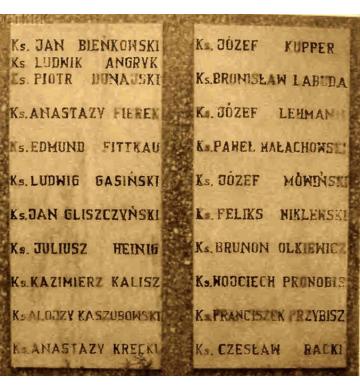 Ks. JAN BIEŃKOWSKI
Ks. LUDWIK ANGRYK
Ks. PIOTR DUNAJSKI
Ks. ANASTAZY FIEREK
Ks. EDMUND FITTKAU
Ks. LUDWIG GASIŃSKI
Ks. JAN GLISZCZYŃSKI
Ks. JULIUSZ HEINIG
Ks. KAZIMIERZ KALISZ
Ks. ALOJZY KASZUBOWSKI
Ks. ANASTAZY KRĘCKI
Ks. JÓZEF KUPPER
Ks. BRONISŁAW LABUDA
Ks. JÓZEF LEHMANN
Ks. PAWEŁ MAŁACHOWSKI
Ks. JÓZEF MÓWIŃSKI
Ks. FELIKS NIKLEWSKI
Ks. BRUNON OLKIEWICZ
Ks. WOJCIECH PRONOBIS
Ks. FRANCISZEK PRZYBISZ
Ks. CZESŁAW RACKI